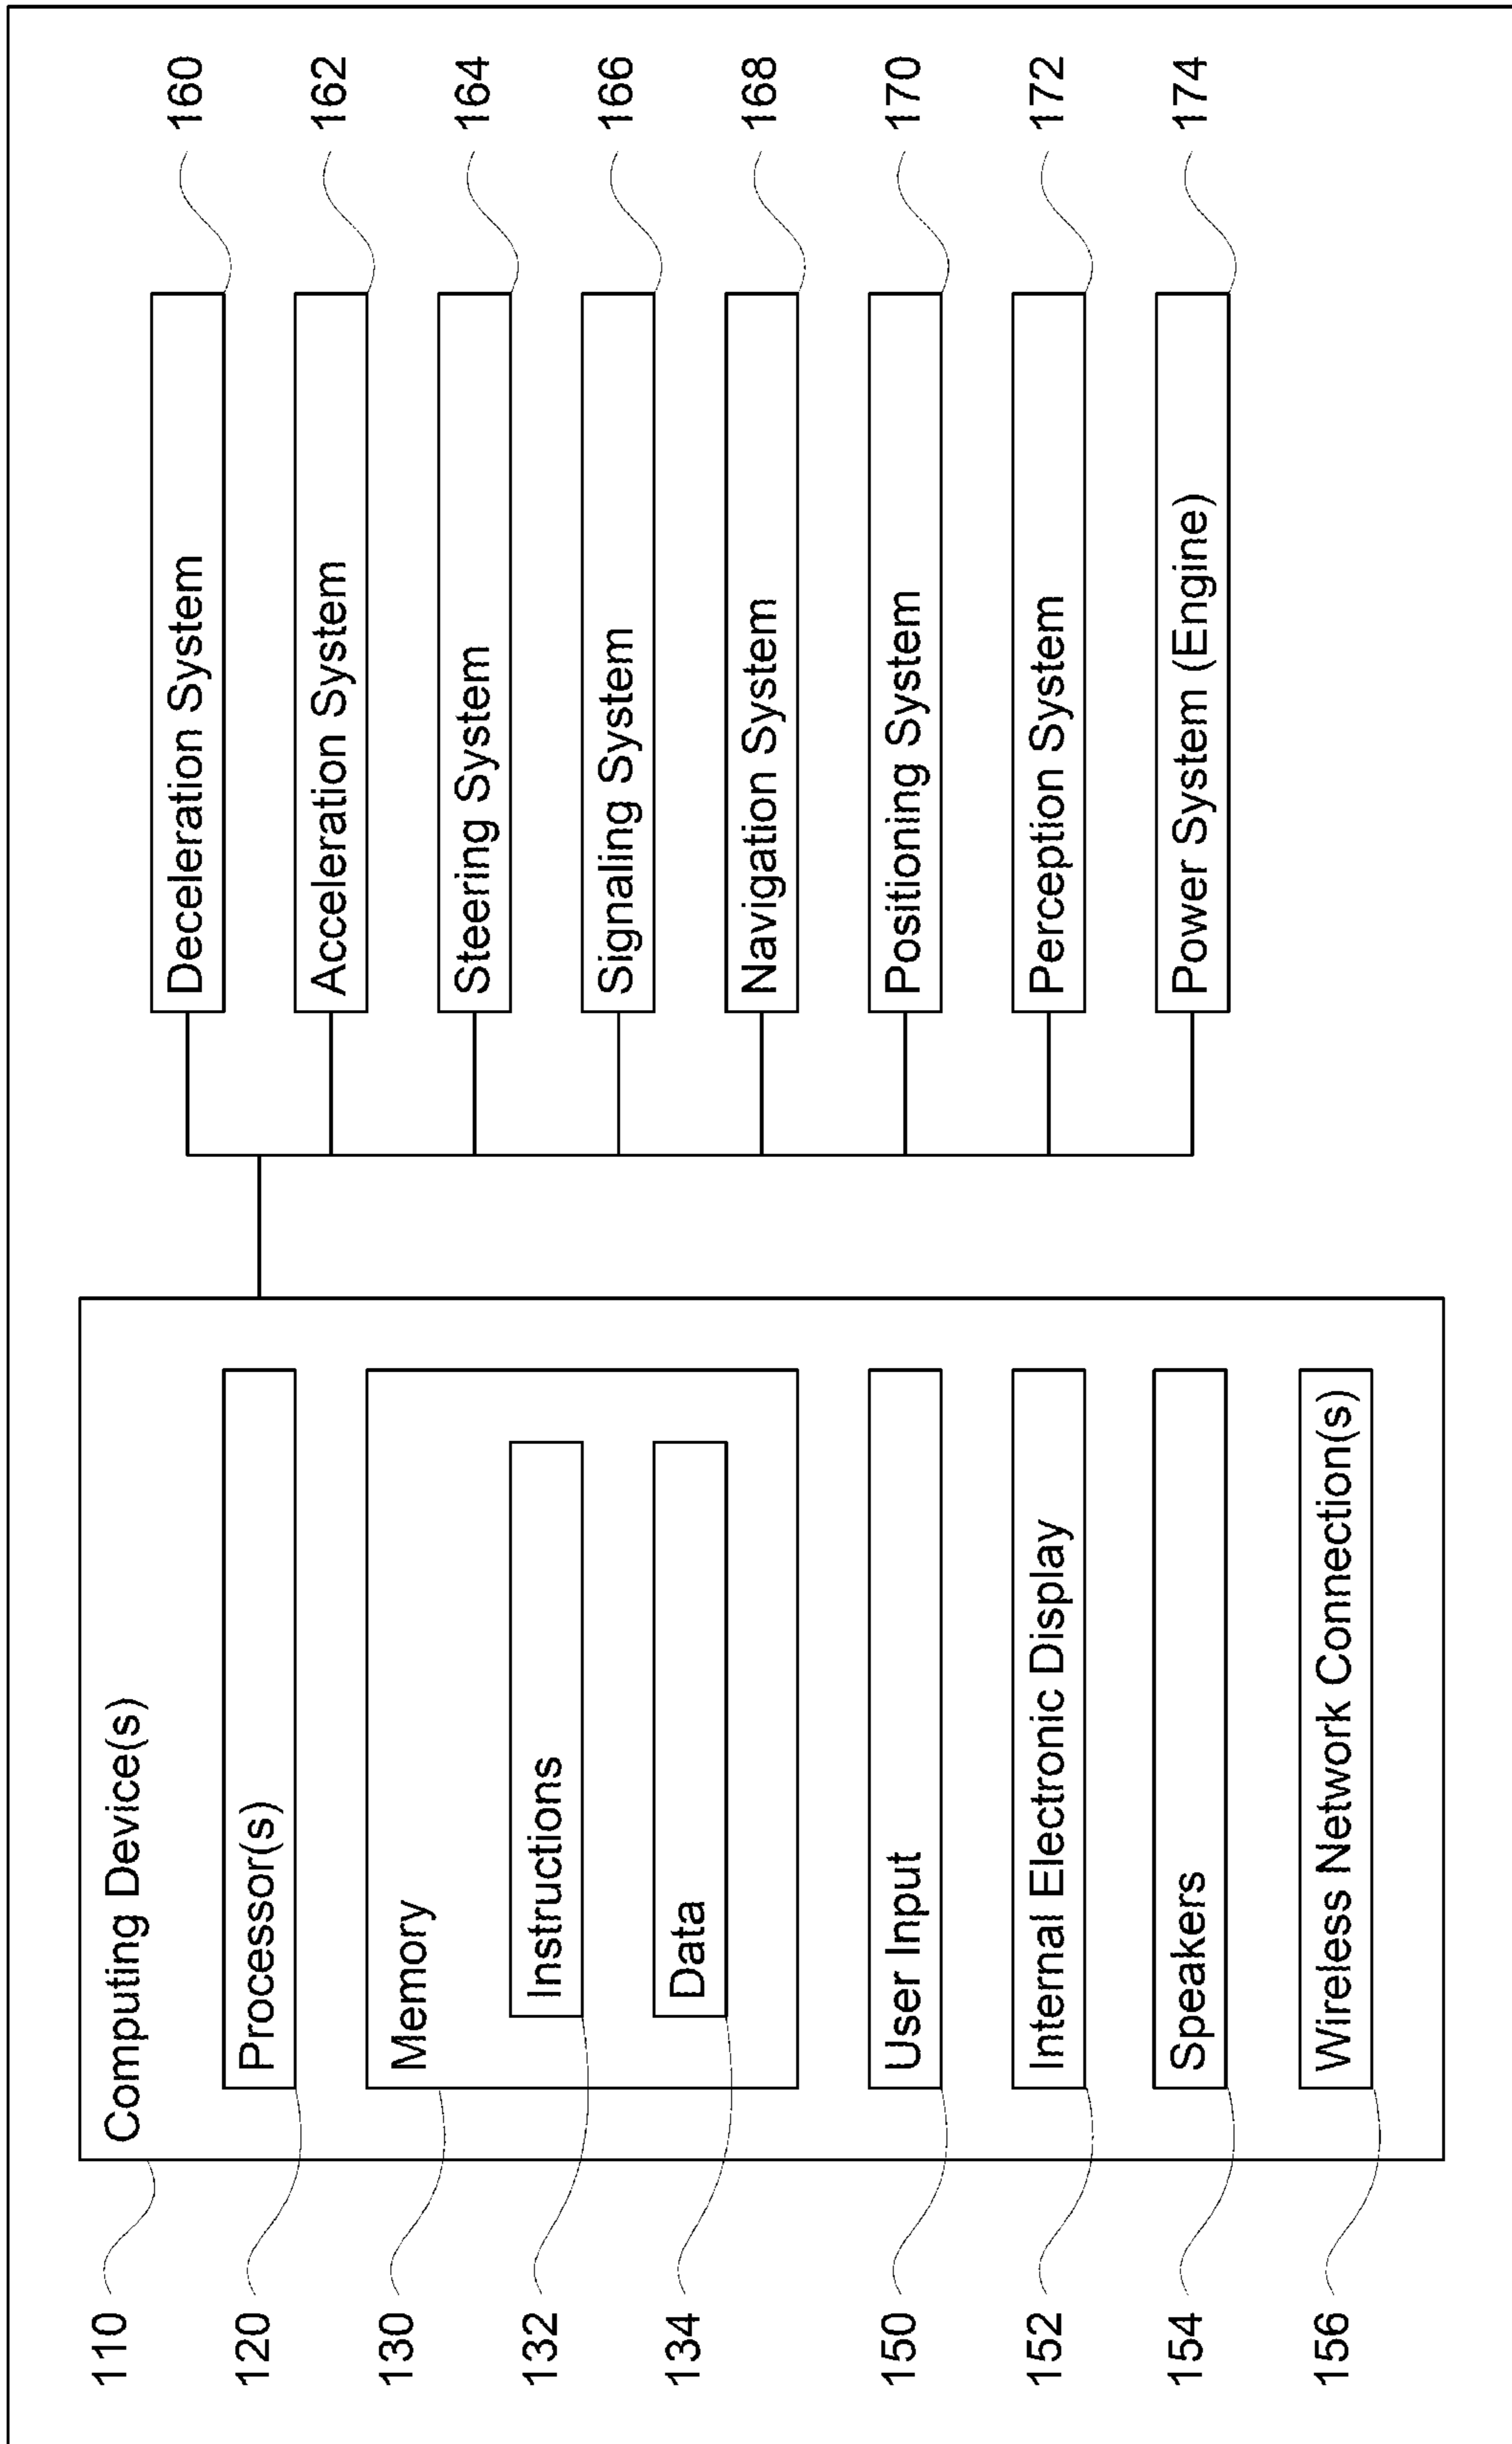 110
Computing Device(s)
120
Processor(s)
130
Memory
132
Instructions
134
Data
150
User Input
152
Internal Electronic Display
154
Speakers
156
Wireless Network Connection(s)
Deceleration System
160
Acceleration System
162
Steering System
164
Signaling System
166
Navigation System
168
Positioning System
170
Perception System
172
Power System (Engine)
174